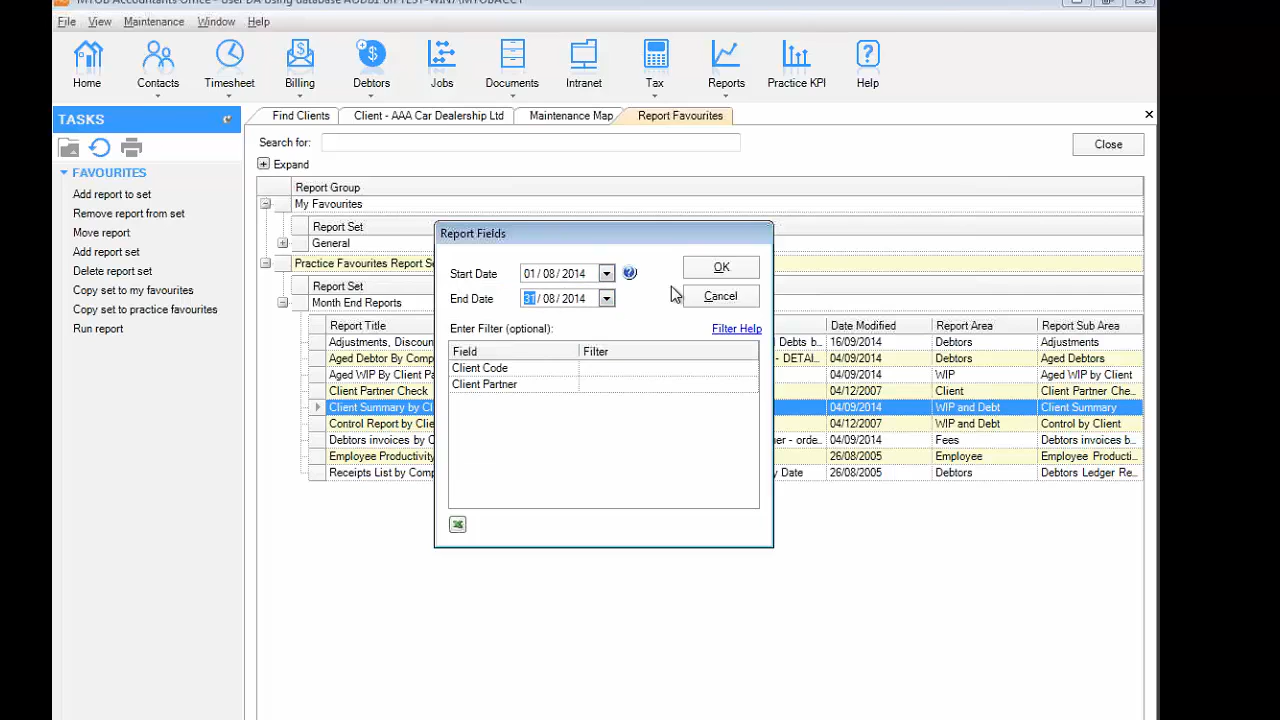 MYOB Accountants Office - User DA using database AODB1 on TEST-WIN7\MYOBACCT
File View Maintenance Window Help
Home Contacts Timesheet Billing Debtors Jobs Documents Intranet Tax Reports Practice KPI Help
TASKS
Find Clients Client - AAA Car Dealership Ltd Maintenance Map Report Favourites
Search for: Close
Expand
FAVOURITES
Add report to set
Remove report from set
Move report
Add report set
Delete report set
Copy set to my favourites
Copy set to practice favourites
Run report
Report Group
My Favourites
Report Set
General
Practice Favourites Report S
Report Set
Month End Reports
Report Title Date Modified Report Area Report Sub Area
Adjustments, Discoun Debts b... 16/09/2014 Debtors Adjustments
Aged Debtor By Comp - DETAI... 04/09/2014 Debtors Aged Debtors
Aged WIP By Client Pa 04/09/2014 WIP Aged WIP by Client
Client Partner Check 04/12/2007 Client Client Partner Che...
Client Summary by Cl 04/09/2014 WIP and Debt Client Summary
Control Report by Clie 04/12/2007 WIP and Debt Control by Client
Debtors invoices by C er - orde... 04/09/2014 Fees Debtors invoices b...
Employee Productivity 26/08/2005 Employee Employee Producti...
Receipts List by Comp y Date 26/08/2005 Debtors Debtors Ledger Re...
Report Fields
Start Date 01/ 08 / 2014 OK
End Date 31/ 08 / 2014 Cancel
Enter Filter (optional): Filter Help
Field Filter
Client Code
Client Partner